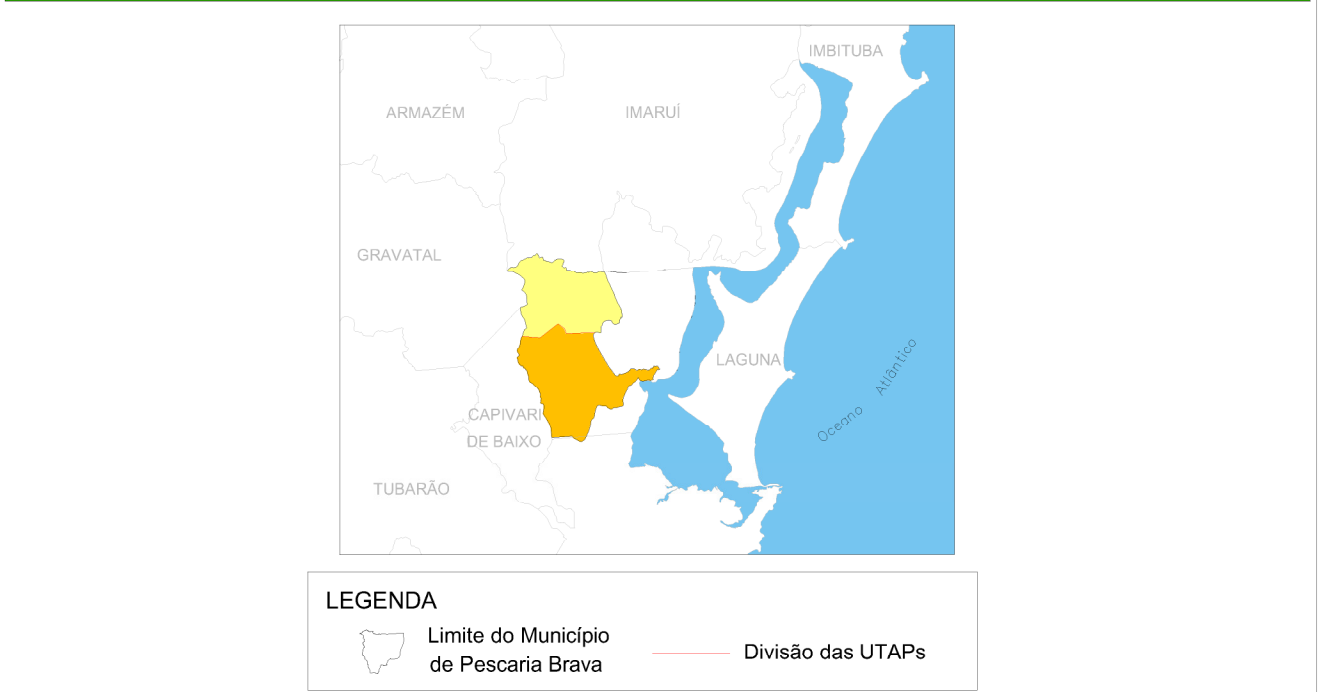 IMBITUBA
ARMAZÉM
IMARUÍ
GRAVATAL
LAGUNA
Oceano Atlântico
CAPIVARI
DE BAIXO
TUBARÃO
LEGENDA
Limite do Município
de Pescaria Brava
Divisão das UTAPs